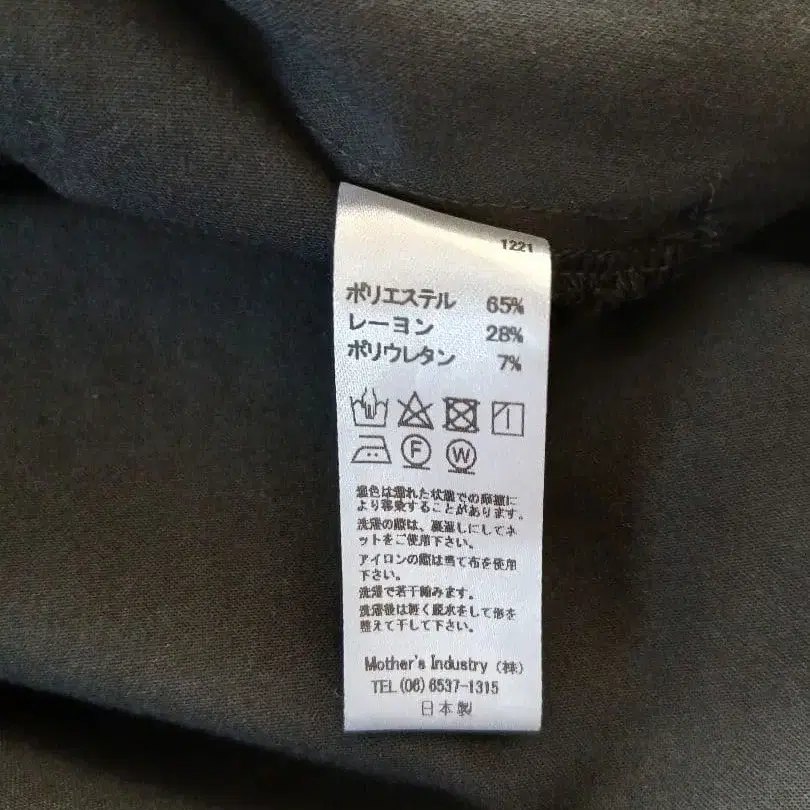 1221
ポリエステル 65%
レーヨン 28%
ポリウレタン 7%
F W
濃色は濡れた状態での摩擦に
より移染することがあります。
洗濯の際は、裏返しにしてネ
ットをご使用下さい。
アイロンの際は当て布を使用
下さい。
洗濯で若干縮みます。
洗濯後は軽く脱水をして形を
整えて干して下さい。
Mother's Industry (株)
TEL(06)6537-1315
日本製